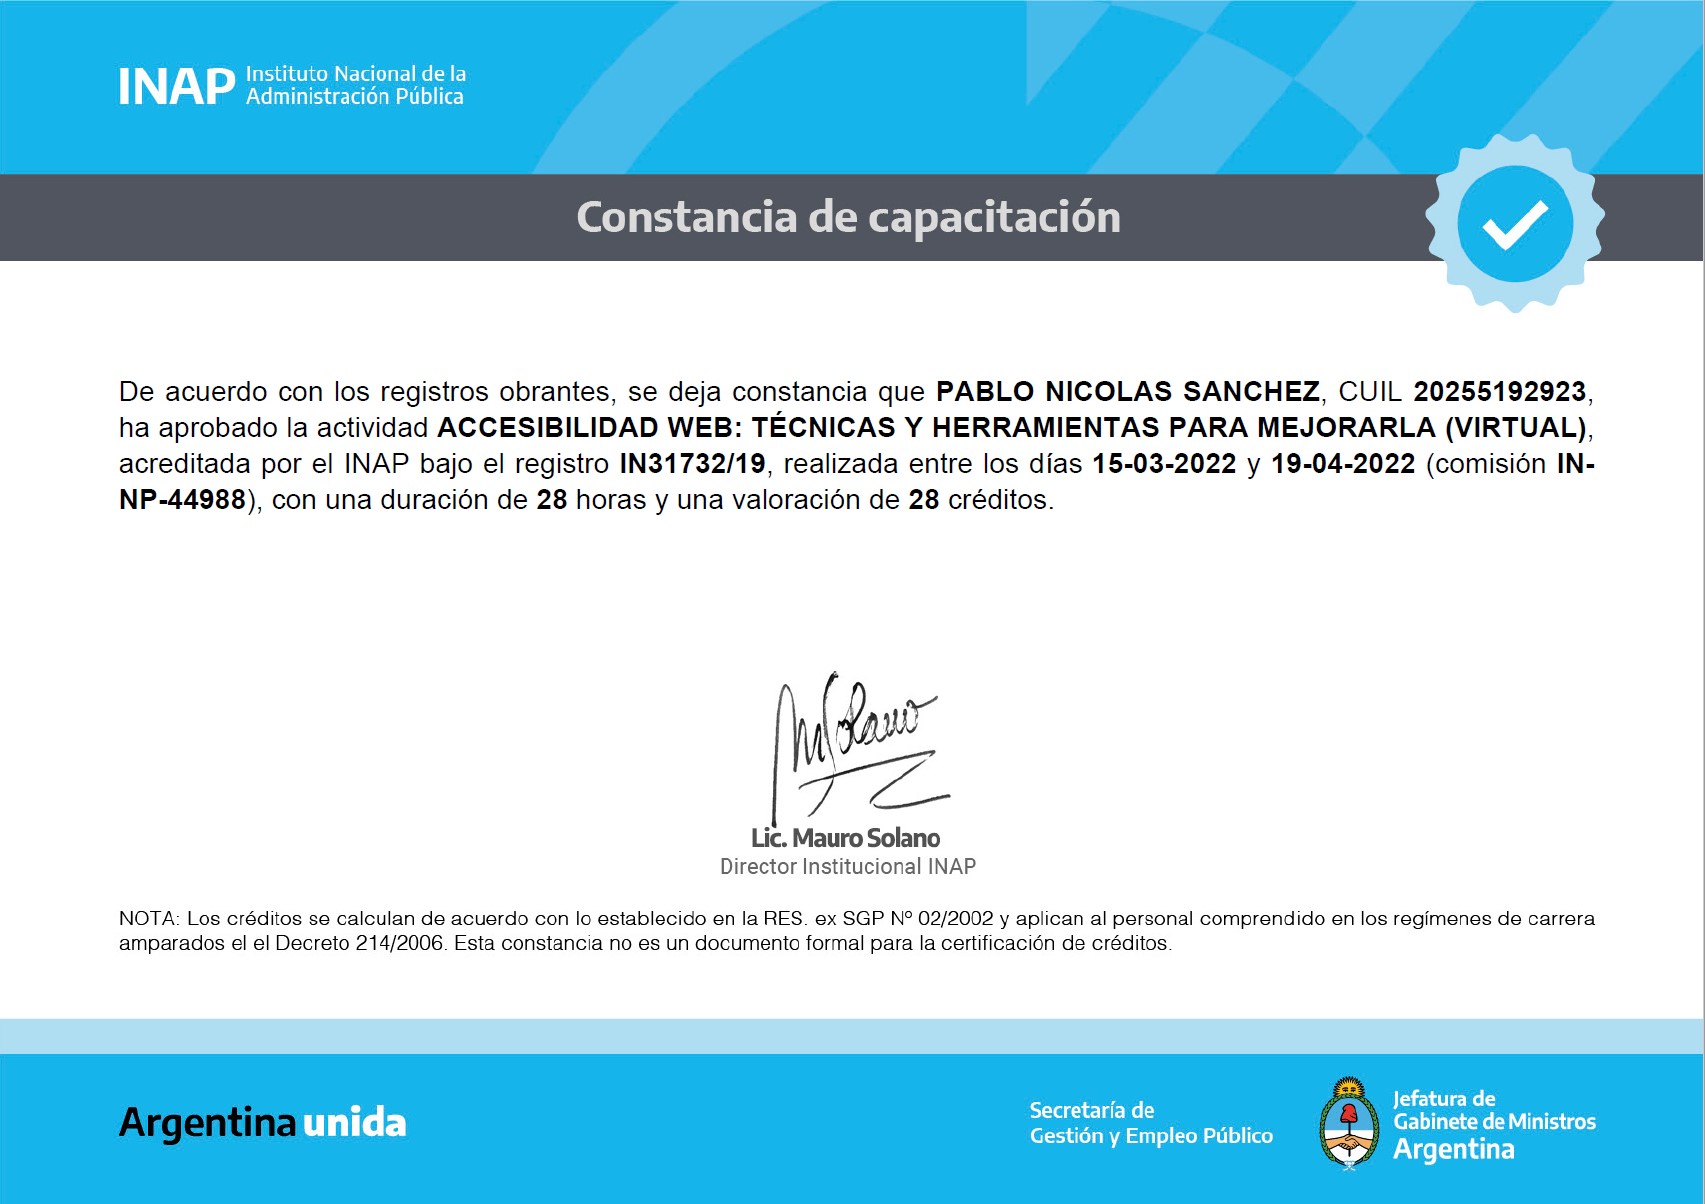 INAP Instituto Nacional de la
Administración Pública
Constancia de capacitación
De acuerdo con los registros obrantes, se deja constancia que PABLO NICOLAS SANCHEZ, CUIL 20255192923,
ha aprobado la actividad ACCESIBILIDAD WEB: TÉCNICAS Y HERRAMIENTAS PARA MEJORARLA (VIRTUAL),
acreditada por el INAP bajo el registro IN31732/19, realizada entre los días 15-03-2022 y 19-04-2022 (comisión IN-
NP-44988), con una duración de 28 horas y una valoración de 28 créditos.
MSolano
Lic. Mauro Solano
Director Institucional INAP
NOTA: Los créditos se calculan de acuerdo con lo establecido en la RES. ex SGP Nº 02/2002 y aplican al personal comprendido en los regímenes de carrera
amparados el el Decreto 214/2006. Esta constancia no es un documento formal para la certificación de créditos.
Argentina unida
Secretaría de
Gestión y Empleo Público
Jefatura de
Gabinete de Ministros
Argentina